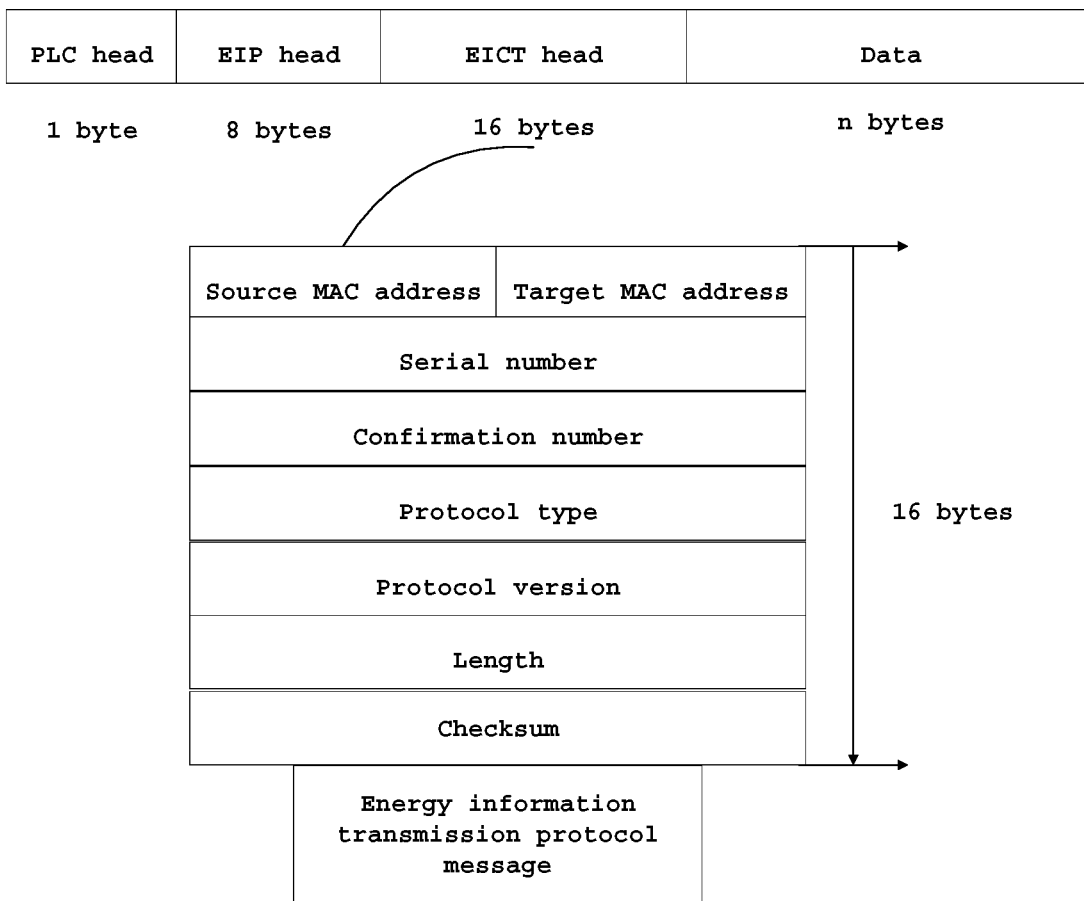 PLC head EIP head EICT head Data
1 byte 8 bytes 16 bytes n bytes
Source MAC address Target MAC address
Serial number
Confirmation number
Protocol type
16 bytes
Protocol version
Length
Checksum
Energy information
transmission protocol
message